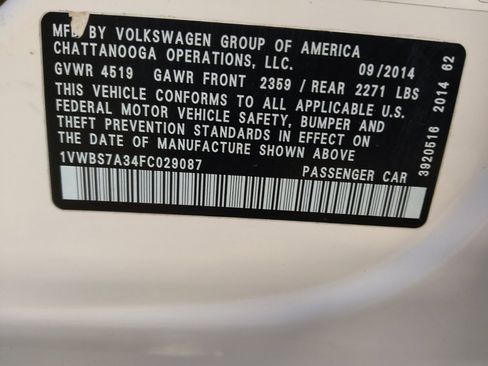 MFD BY VOLKSWAGEN GROUP OF AMERICA
CHATTANOOGA OPERATIONS, LLC. 09/2014
GVWR 4519 GAWR FRONT 2359 / REAR 2271 LBS
THIS VEHICLE CONFORMS TO ALL APPLICABLE U.S.
FEDERAL MOTOR VEHICLE SAFETY, BUMPER AND
THEFT PREVENTION STANDARDS IN EFFECT ON
THE DATE OF MANUFACTURE SHOWN ABOVE
1VWBS7A34FC029087 PASSENGER CAR
3920516 2014 62